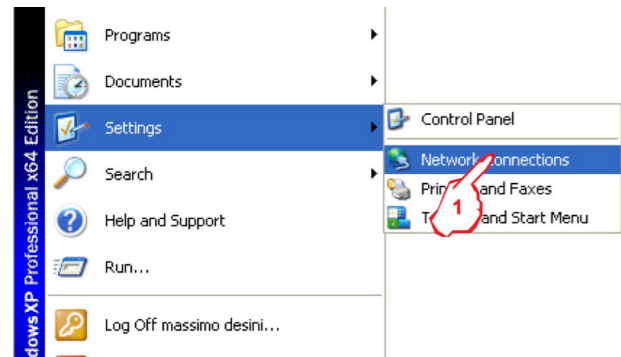 Programs
Documents
Settings
Search
Help and Support
Run...
Log Off massimo desini...
Control Panel
Network Connections
and Faxes
and Start Menu
1
dows XP Professional x64 Edition